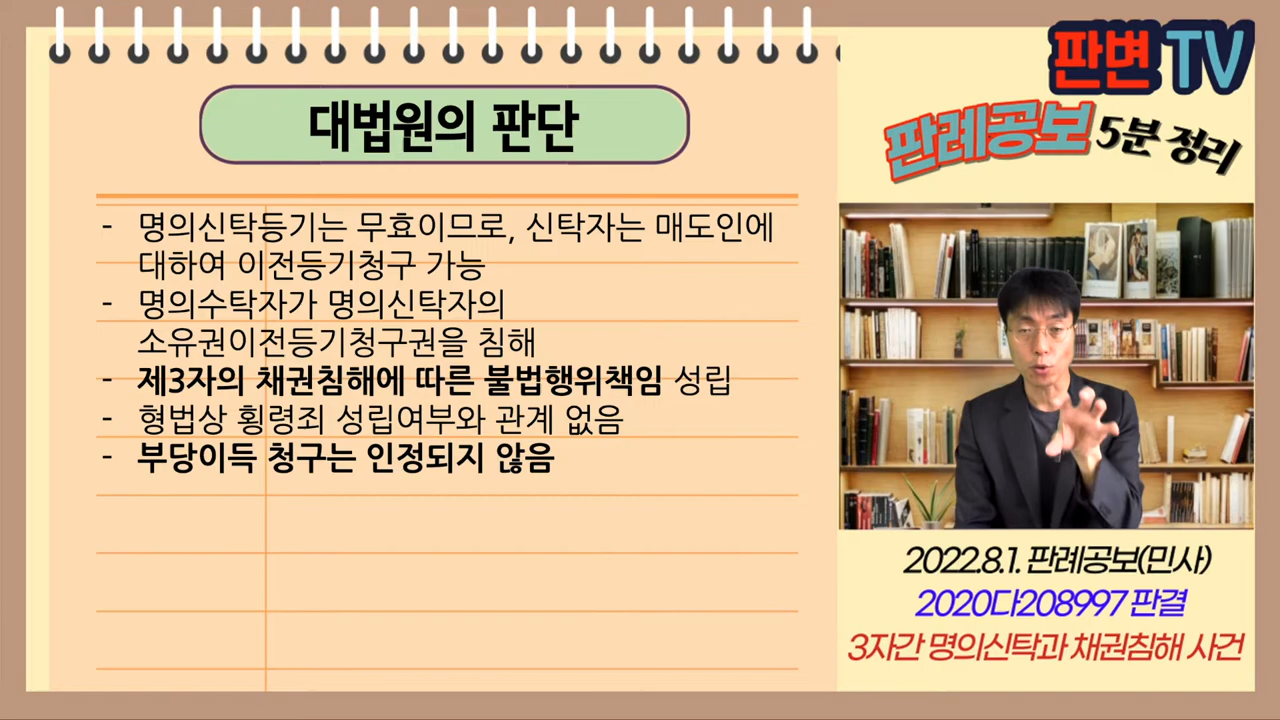 대법원의 판단
- 명의신탁등기는 무효이므로, 신탁자는 매도인에
대하여 이전등기청구 가능
- 명의수탁자가 명의신탁자의
소유권이전등기청구권을 침해
- 제3자의 채권침해에 따른 불법행위책임 성립
- 형법상 횡령죄 성립여부와 관계 없음
- 부당이득 청구는 인정되지 않음
판변 TV
판례공보 5분 정리
2022.8.1. 판례공보(민사)
2020다208997 판결
3자간 명의신탁과 채권침해 사건